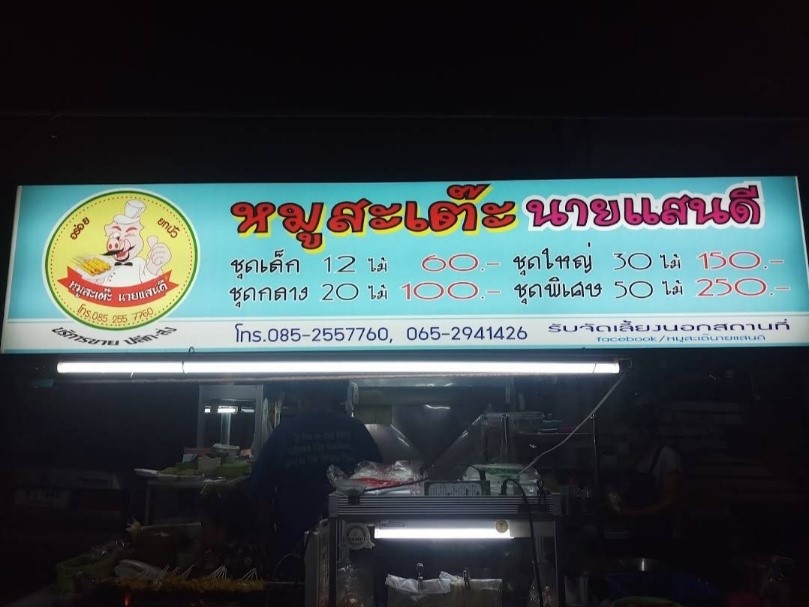 หมูสะเต๊ะ นายแสนดี
ชุดเด็ก 12 ไม้ 60.- ชุดใหญ่ 30 ไม้ 150.-
ชุดกลาง 20 ไม้ 100.- ชุดพิเศษ 50 ไม้ 250.-
โทร.085-2557760, 065-2941426
รับจัดเลี้ยงนอกสถานที่
facebook/หมูสะเต๊นายแสนดี
อร่อย ยกนิ้ว
หมูสะเต๊ะ นายแสนดี
โทร.085 255 7760
บริการขาย ปลีก-ส่ง